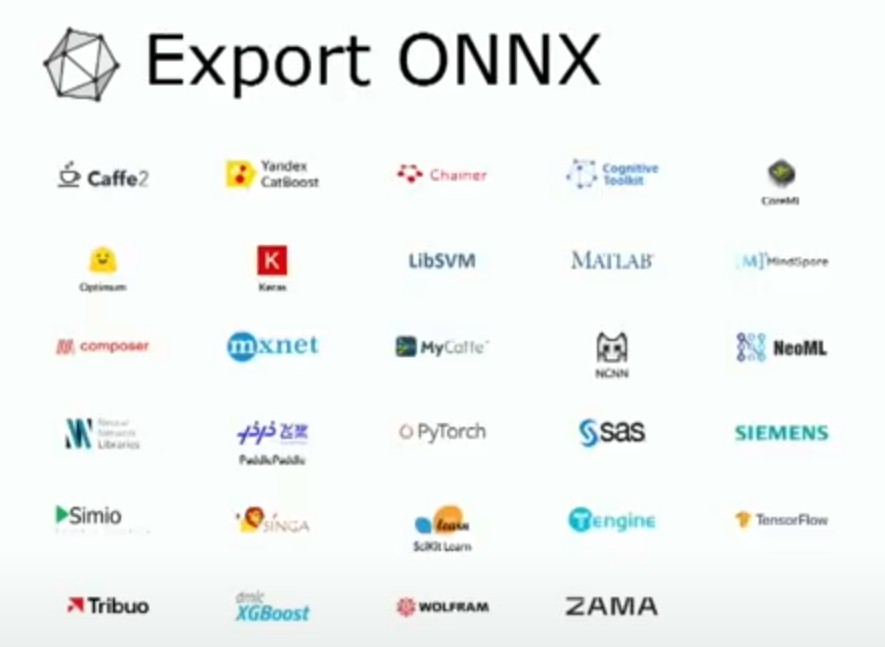 Export ONNX
Caffe2
Yandex
CatBoost
Chainer
Cognitive
Toolkit
CoreML
Optimum
K
Keras
LibSVM
MATLAB
[M]s MindSpore
composer
mxnet
MyCaffe
NCNN
NeoML
Neural
Network
Libraries
飞桨
PaddlePaddle
PyTorch
sas
SIEMENS
Simio
SINGA
learn
SciKit Learn
Tengine
TensorFlow
Tribuo
dmlc
XGBoost
WOLFRAM
ZAMA